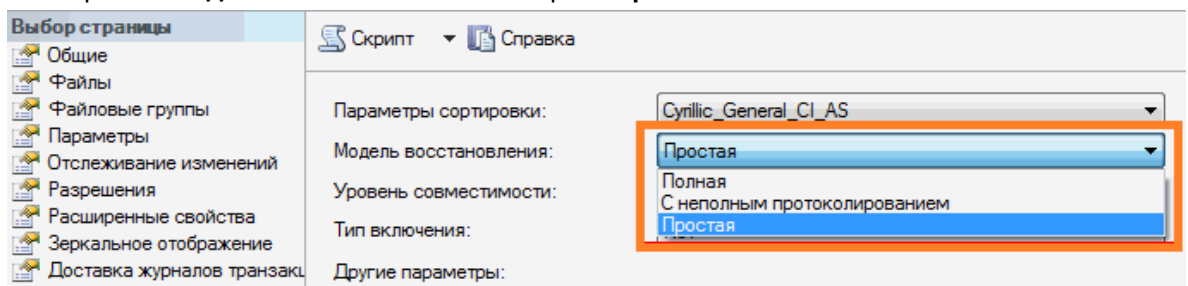 Выбор страницы
Общие
Файлы
Файловые группы
Параметры
Отслеживание изменений
Разрешения
Расширенные свойства
Зеркальное отображение
Доставка журналов транзакц
Скрипт Справка
Параметры сортировки: Cyrillic_General_CI_AS
Модель восстановления: Простая
Полная
Уровень совместимости:
С неполным протоколированием
Простая
Тип включения:
Другие параметры: